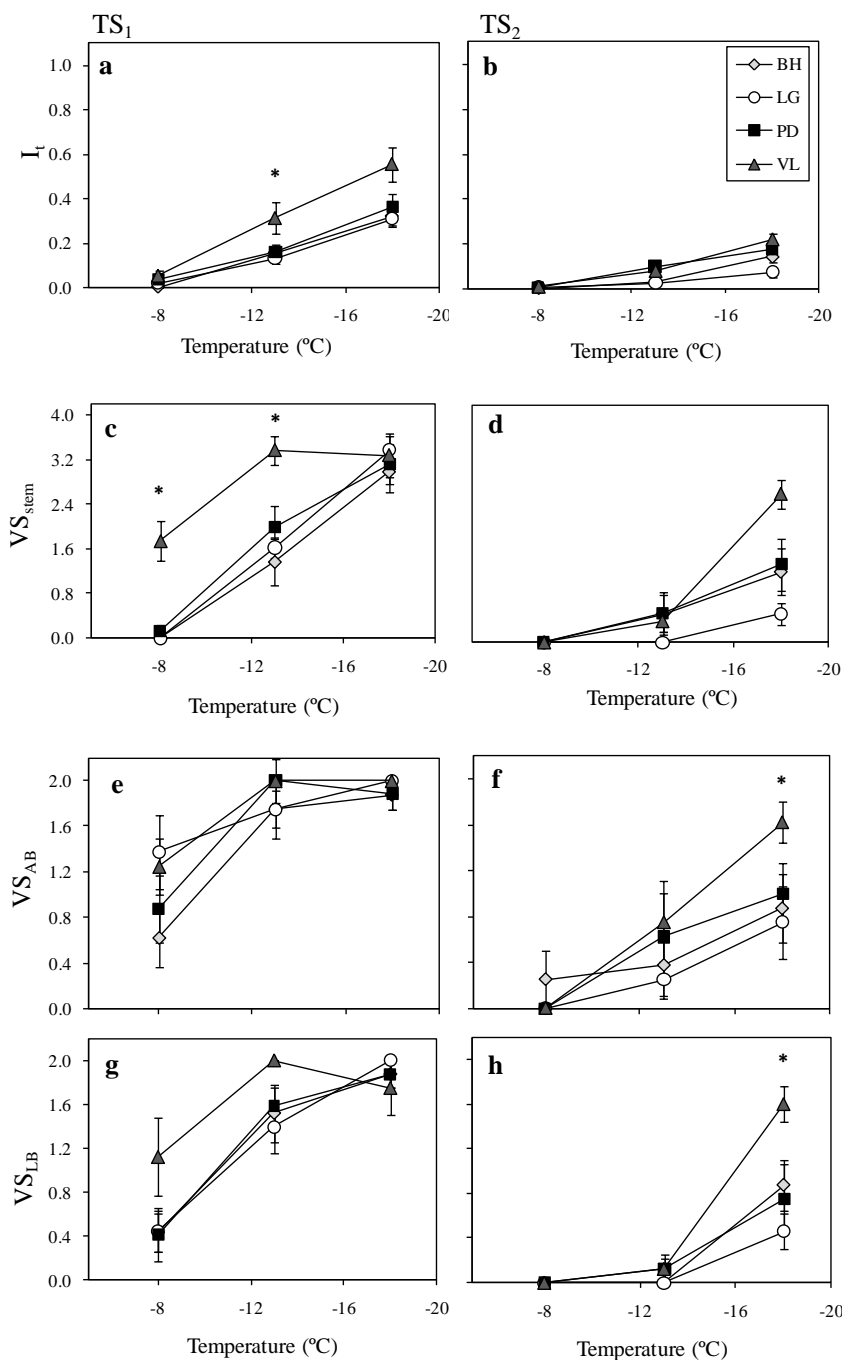 TS1 TS2
a b
BH
LG
PD
VL
It
1.0
0.8
0.6
0.4
0.2
0.0
*
-8 -12 -16 -20 -8 -12 -16 -20
Temperature (ºC) Temperature (ºC)
c d
VSstem
4.0
3.2
2.4
1.6
0.8
0.0
* *
-8 -12 -16 -20 -8 -12 -16 -20
Temperature (ºC) Temperature (ºC)
e f
VSAB
2.0
1.6
1.2
0.8
0.4
0.0
*
g h
VSLB
2.0
1.6
1.2
0.8
0.4
0.0
*
-8 -12 -16 -20 -8 -12 -16 -20
Temperature (ºC) Temperature (ºC)